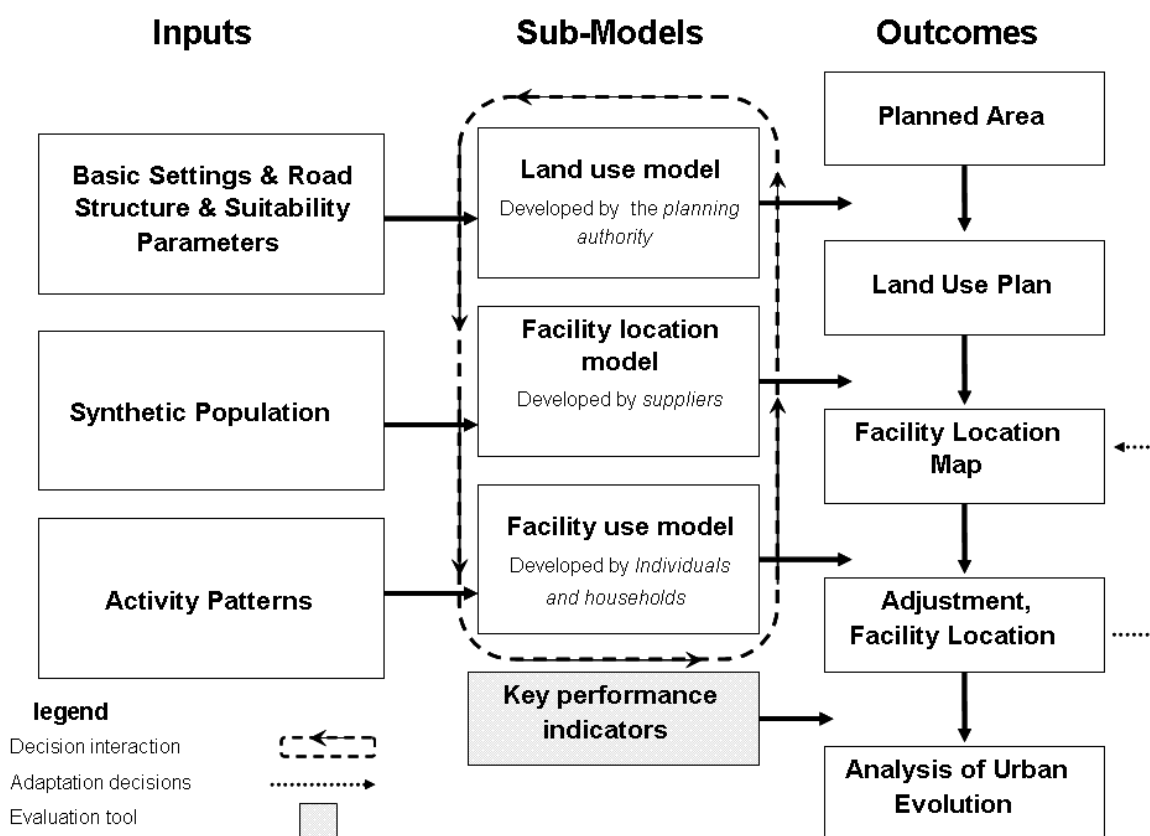 Inputs
Sub-Models
Outcomes
Basic Settings & Road
Structure & Suitability
Parameters
Synthetic Population
Activity Patterns
Land use model
Developed by the planning
authority
Facility location
model
Developed by suppliers
Facility use model
Developed by Individuals
and households
Key performance
indicators
Planned Area
Land Use Plan
Facility Location
Map
Adjustment,
Facility Location
Analysis of Urban
Evolution
legend
Decision interaction
Adaptation decisions
Evaluation tool